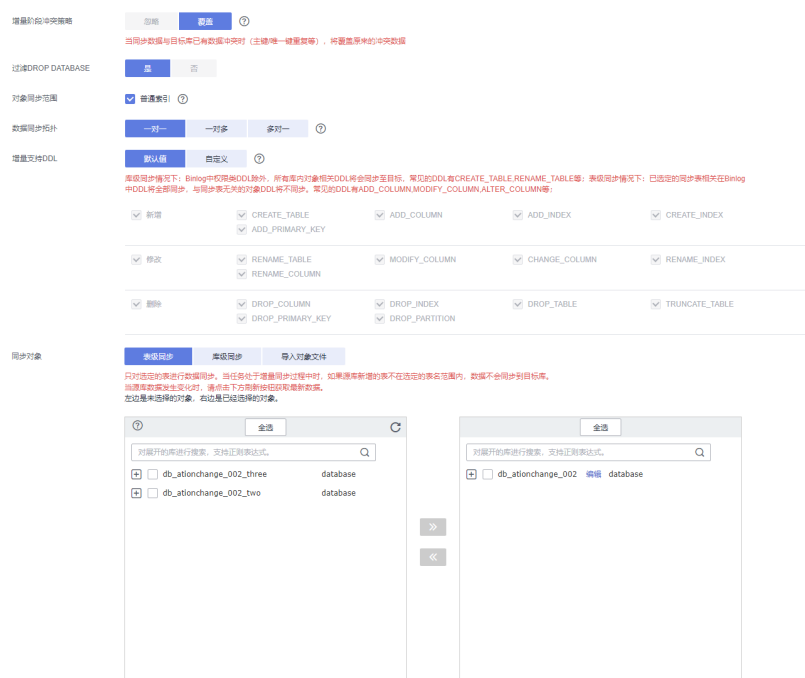 增量阶段冲突策略 忽略 覆盖
当同步数据与目标库已有数据冲突时（主键/唯一键重复等），将覆盖原来的冲突数据
过滤DROP DATABASE 是 否
对象同步范围 普通索引
数据同步拓扑 一对一 一对多 多对一
增量支持DDL 默认值 自定义
库级同步情况下：Binlog中权限类DDL除外，所有库内对象相关DDL将会同步至目标，常见的DDL有CREATE_TABLE,RENAME_TABLE等；表级同步情况下：已选定的同步表相关在Binlog
中DDL将全部同步，与同步表无关的对象DDL将不同步。常见的DDL有ADD_COLUMN,MODIFY_COLUMN,ALTER_COLUMN等；
新增 CREATE_TABLE ADD_COLUMN ADD_INDEX CREATE_INDEX
ADD_PRIMARY_KEY
修改 RENAME_TABLE MODIFY_COLUMN CHANGE_COLUMN RENAME_INDEX
RENAME_COLUMN
删除 DROP_COLUMN DROP_INDEX DROP_TABLE TRUNCATE_TABLE
DROP_PRIMARY_KEY DROP_PARTITION
同步对象 表级同步 库级同步 导入对象文件
只对选定的表进行数据同步。当任务处于增量同步过程中时，如果源库新增的表不在选定的表名范围内，数据不会同步到目标库。
当源库数据发生变化时，请点击下方刷新按钮获取最新数据。
左边是未选择的对象，右边是已经选择的对象。
全选
对展开的库进行搜索，支持正则表达式。
db_ationchange_002_three database
db_ationchange_002_two database
全选
对展开的库进行搜索，支持正则表达式。
db_ationchange_002 编辑 database